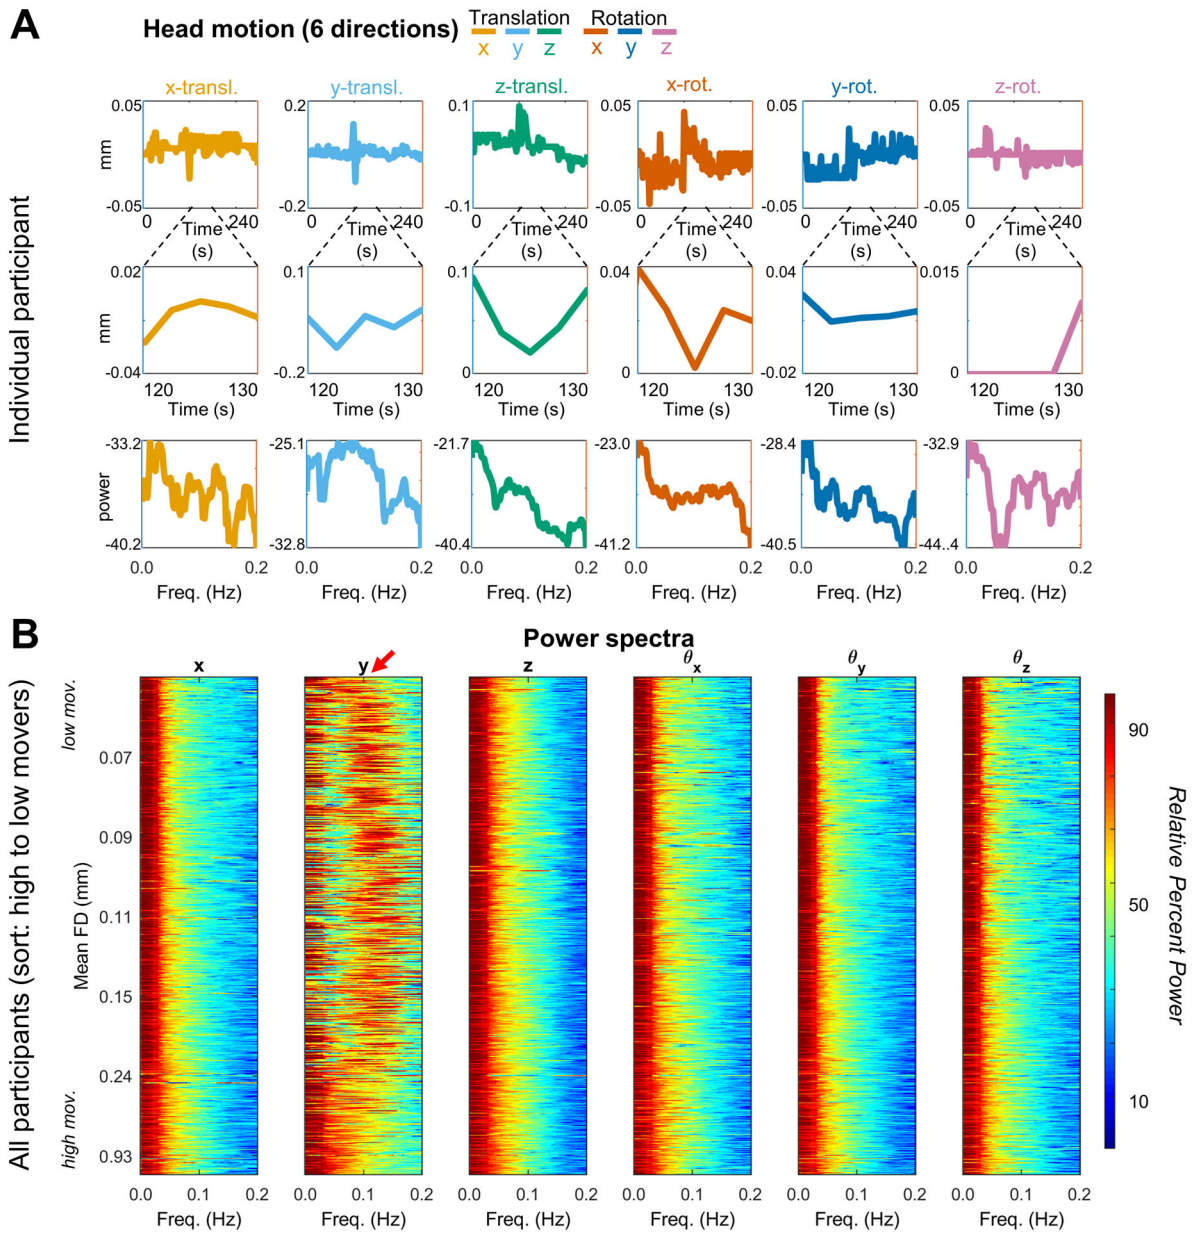 A
Head motion (6 directions)
Translation Rotation
x y z x y z
x-transl. y-transl. z-transl. x-rot. y-rot. z-rot.
0.05 0.2 0.1 0.05 0.05 0.05
mm
-0.05 -0.2 -0.1 -0.05 -0.05 -0.05
0 240 0 240 0 240 0 240 0 240 0 240
Time Time Time Time Time Time
(s) (s) (s) (s) (s) (s)
Individual participant
0.02 0.1 0.1 0.04 0.04 0.015
mm
-0.04 -0..2 0 0 -0.02 0
120 130 120 130 120 130 120 130 120 130 120 130
Time (s) Time (s) Time (s) Time (s) Time (s) Time (s)
-33.2 -25.1 -21.7 -23.0 -28.4 -32.9
power
-40.2 -32.8 -40.4 -41.2 -40.5 -44..4
0.0 0.2 0.0 0.2 0.0 0.2 0.0 0.2 0.0 0.2 0.0 0.2
Freq. (Hz) Freq. (Hz) Freq. (Hz) Freq. (Hz) Freq. (Hz) Freq. (Hz)
B
Power spectra
x y z θx θy θz
All participants (sort: high to low movers)
low mov.
0.07
0.09
Mean FD (mm)
0.11
0.15
0.24
high mov.
0.93
90
50
10
Relative Percent Power
0.0 0.1 0.2 0.0 0.1 0.2 0.0 0.1 0.2 0.0 0.1 0.2 0.0 0.1 0.2 0.0 0.1 0.2
Freq. (Hz) Freq. (Hz) Freq. (Hz) Freq. (Hz) Freq. (Hz) Freq. (Hz)